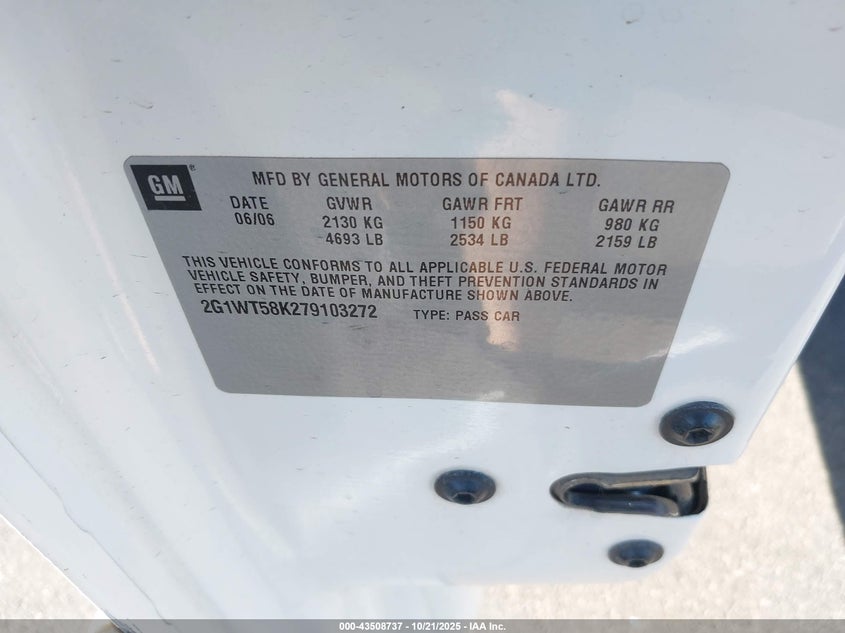 GM ®
MFD BY GENERAL MOTORS OF CANADA LTD.
DATE GVWR GAWR FRT GAWR RR
06/06 2130 KG 1150 KG 980 KG
4693 LB 2534 LB 2159 LB
THIS VEHICLE CONFORMS TO ALL APPLICABLE U.S. FEDERAL MOTOR
VEHICLE SAFETY, BUMPER, AND THEFT PREVENTION STANDARDS IN
EFFECT ON THE DATE OF MANUFACTURE SHOWN ABOVE.
2G1WT58K279103272 TYPE: PASS CAR
000-43508737 - 10/21/2025 - IAA Inc.